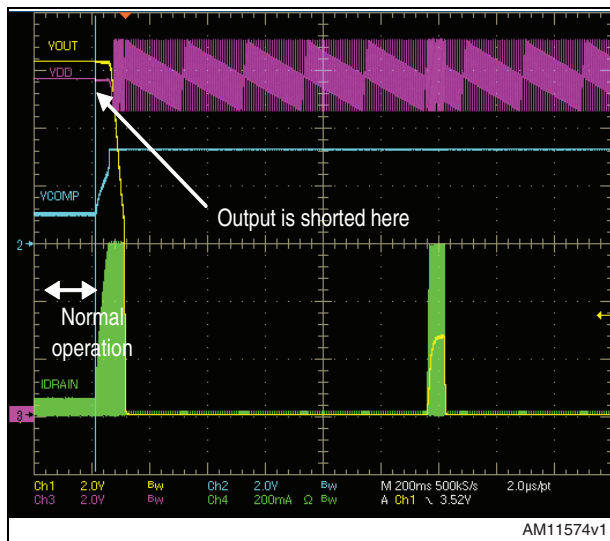 VOUT
VDD
VCOMP
Output is shorted here
2
Normal
operation
IDRAIN
3
Ch1 2.0V BW Ch2 2.0V BW M 200ms 500kS/s 2.0µs/pt
Ch3 2.0V BW Ch4 200mA Ω BW A Ch1 ∖ 3.52V
AM11574v1